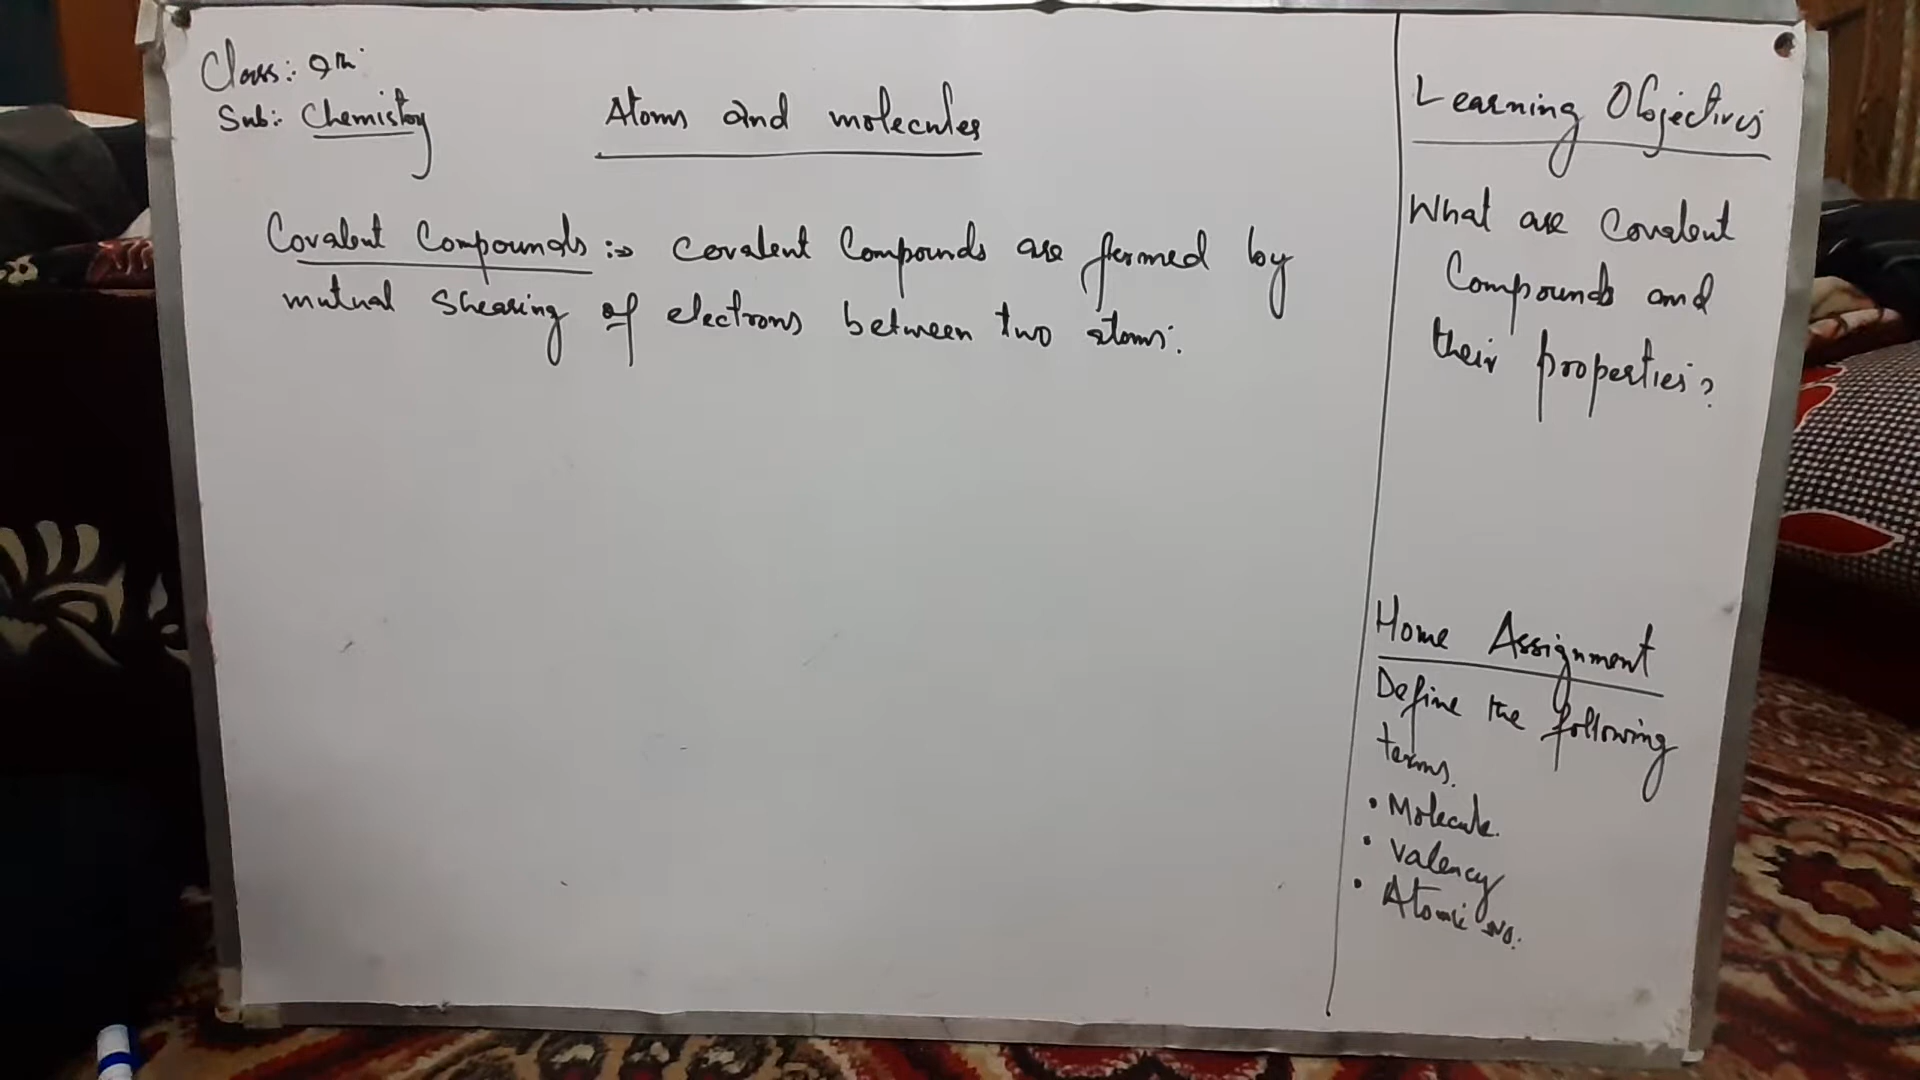 Class:- 9th
Sub:- Chemistry
Atoms and molecules
Covalent Compounds :- Covalent Compounds are formed by
mutual shearing of electrons between two atoms.
Learning Objectives
What are Covalent
Compounds and
their properties?
Home Assignment
Define the following
terms.
• Molecule.
• Valency
• Atomic No.